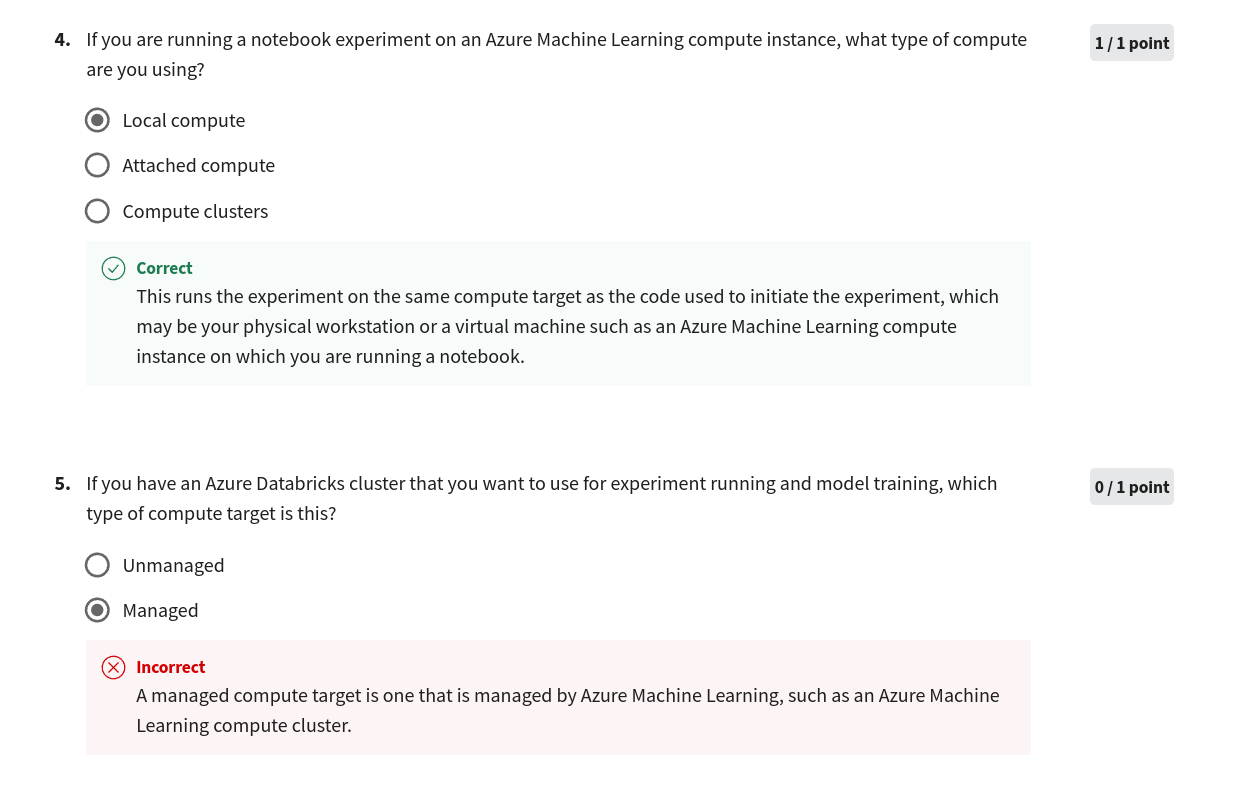 4. If you are running a notebook experiment on an Azure Machine Learning compute instance, what type of compute
are you using?
1 / 1 point
Local compute
Attached compute
Compute clusters
Correct
This runs the experiment on the same compute target as the code used to initiate the experiment, which
may be your physical workstation or a virtual machine such as an Azure Machine Learning compute
instance on which you are running a notebook.
5. If you have an Azure Databricks cluster that you want to use for experiment running and model training, which
type of compute target is this?
0 / 1 point
Unmanaged
Managed
Incorrect
A managed compute target is one that is managed by Azure Machine Learning, such as an Azure Machine
Learning compute cluster.